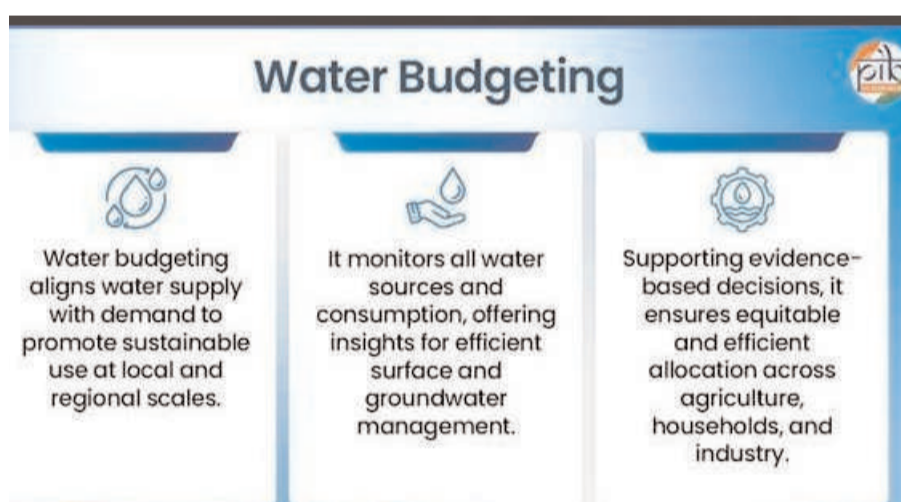 Water Budgeting
pib
Water budgeting
aligns water supply
with demand to
promote sustainable
use at local and
regional scales.
It monitors all water
sources and
consumption, offering
insights for efficient
surface and
groundwater
management.
Supporting evidence-
based decisions, it
ensures equitable
and efficient
allocation across
agriculture,
households, and
industry.